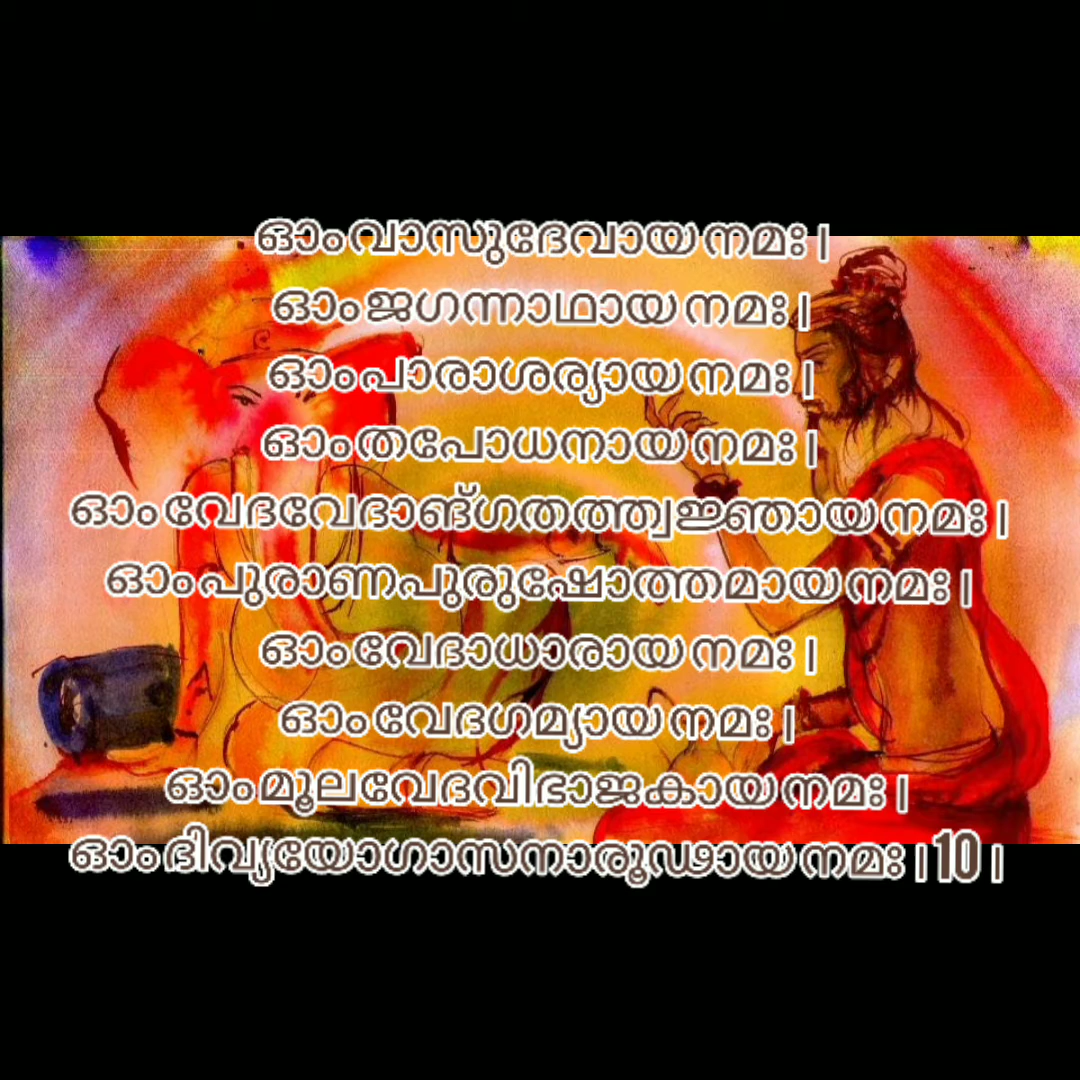 ഓംവാസുദേവായ നമഃ |
ഓംജഗന്നാഥായ നമഃ |
ഓംപാരാശര്യായ നമഃ |
ഓംതപോധനായ നമഃ |
ഓംവേദവേദാങ്ഗതത്ത്വജ്ഞായ നമഃ |
ഓംപുരാണപുരുഷോത്തമായ നമഃ |
ഓംവേദാധാരായ നമഃ |
ഓംവേദഗമ്യായ നമഃ |
ഓംമൂലവേദവിഭാജകായ നമഃ |
ഓംദിവ്യയോഗാസനാരൂഢായ നമഃ | 10 |